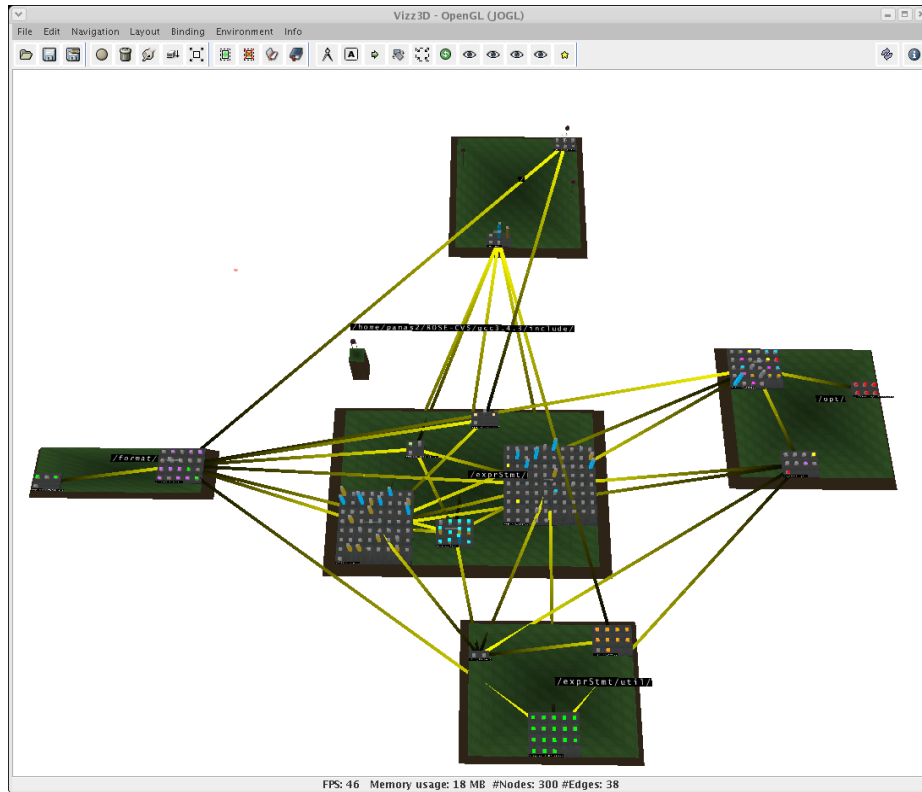 Vizz3D - OpenGL (JOGL)
File Edit Navigation Layout Binding Environment Info
A
/home/panas2/ROSE-CVS/gcc3.4.3/include/
/opt/
/format/
/exprStmt/
/exprStmt/util/
FPS: 46 Memory usage: 18 MB #Nodes: 300 #Edges: 38